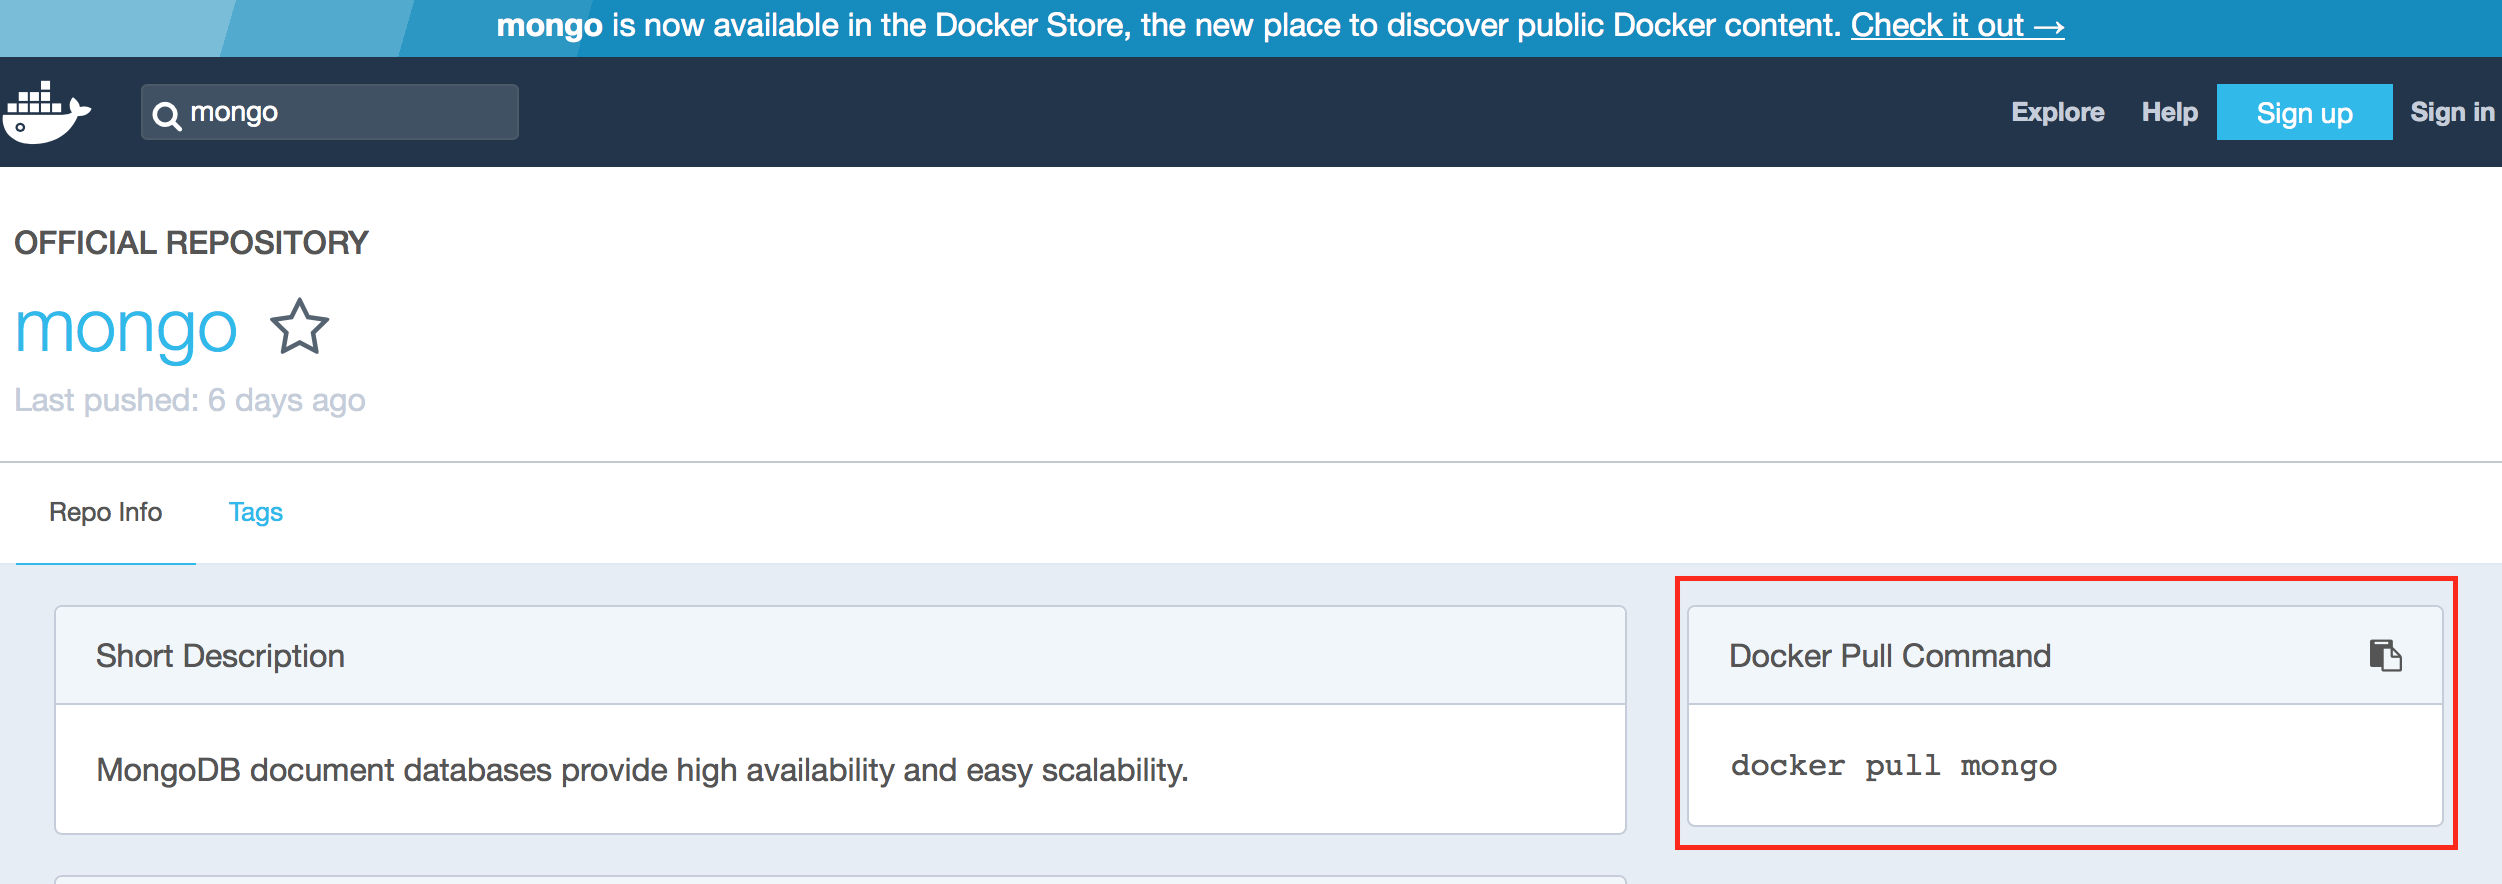 mongo is now available in the Docker Store, the new place to discover public Docker content. Check it out →
mongo
Explore
Help
Sign up
Sign in
OFFICIAL REPOSITORY
mongo
Last pushed: 6 days ago
Repo Info
Tags
Short Description
MongoDB document databases provide high availability and easy scalability.
Docker Pull Command
docker pull mongo